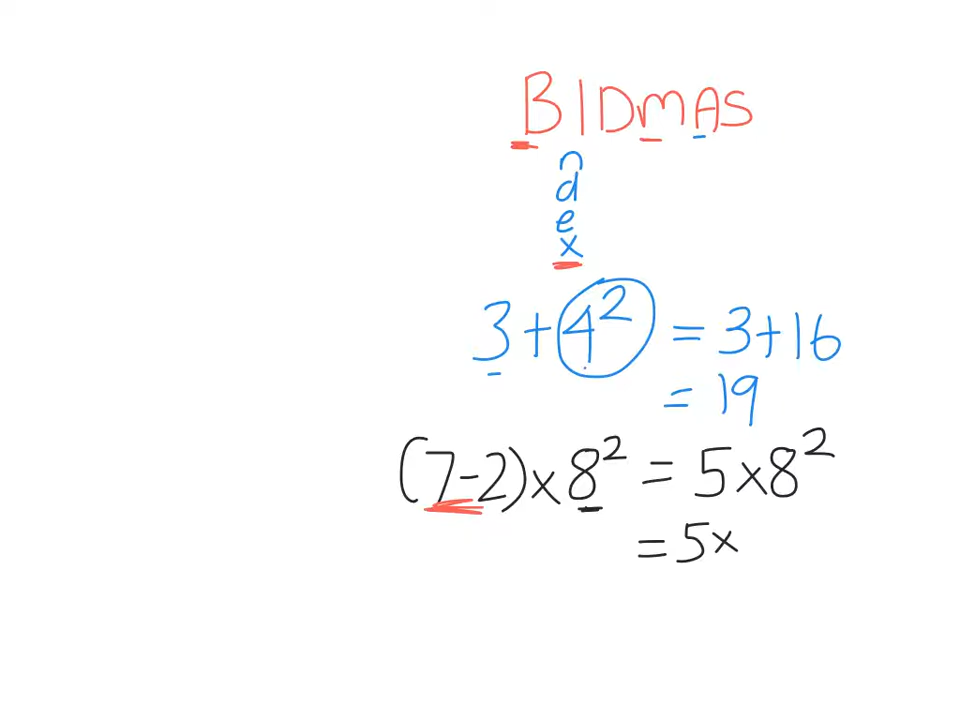 BIDmAS
n
d
e
x
3+4² = 3+16
= 19
(7-2)×8² = 5×8²
= 5×